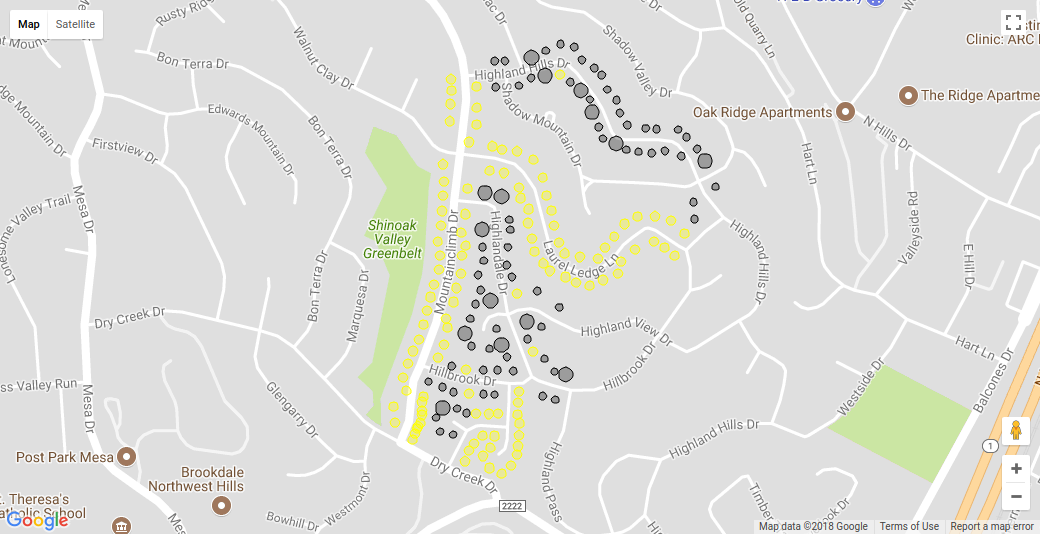 Map Satellite
Rusty Ridge
Walnut Clay Dr
Bon Terra Dr
Edwards Mountain Dr
Firstview Dr
Bon Terra Dr
Mesa Dr
Valley Trail
Shadow Valley Dr
Old Quarry Ln
Clinic: ARC
Highland Hills Dr
Shadow Mountain Dr
Oak Ridge Apartments
The Ridge Apartme
N Hills Dr
Hart Ln
Valleyside Rd
E Hill Dr
Shinoak
Valley
Greenbelt
Mountainclimb Dr
Highlandale Dr
Laurel Ledge Ln
Highland Hills Dr
Bon Terra Dr
Marquesa Dr
Dry Creek Dr
Highland View Dr
Hillbrook Dr
Hillbrook Dr
Hart Ln
Balcones Dr
Westside Dr
ss Valley Run
Mesa Dr
Glengarry Dr
Highland Hills Dr
Highland Pass
Dry Creek Dr
1
Post Park Mesa
Brookdale
Northwest Hills
t. Theresa's
atholic School
Westmont Dr
Bowhill Dr
2222
Google
Map data ©2018 Google Terms of Use Report a map error